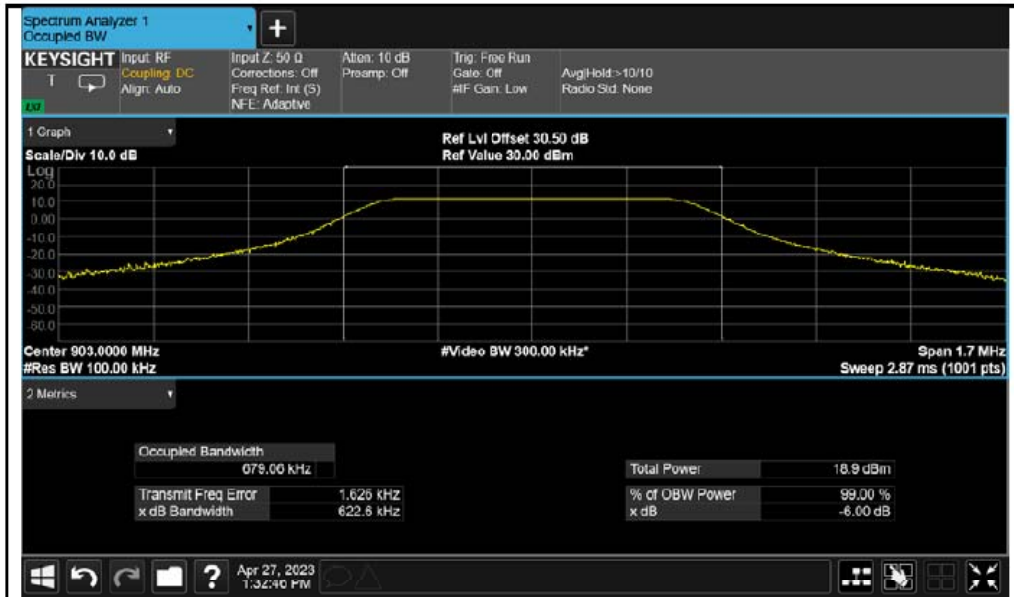 Spectrum Analyzer 1
Occupied BW
+
KEYSIGHT
Input: RF
Coupling: DC
Align: Auto
Input Z: 50 Ω
Corrections: Off
Freq Ref: Int (S)
NFE: Adaptive
Atten: 10 dB
Preamp: Off
Trig: Free Run
Gate: Off
#IF Gain: Low
Avg|Hold:>10/10
Radio Std: None
T
LXI
1 Graph
Scale/Div 10.0 dB
Ref Lvl Offset 30.50 dB
Ref Value 30.00 dBm
Log
20.0
10.0
0.00
-10.0
-20.0
-30.0
-40.0
-50.0
-60.0
Center 903.0000 MHz
#Res BW 100.00 kHz
#Video BW 300.00 kHz*
Span 1.7 MHz
Sweep 2.87 ms (1001 pts)
2 Metrics
Occupied Bandwidth
679.06 kHz
Transmit Freq Error 1.626 kHz
x dB Bandwidth 622.6 kHz
Total Power 18.9 dBm
% of OBW Power 99.00 %
x dB -6.00 dB
?
Apr 27, 2023
1:32:46 PM